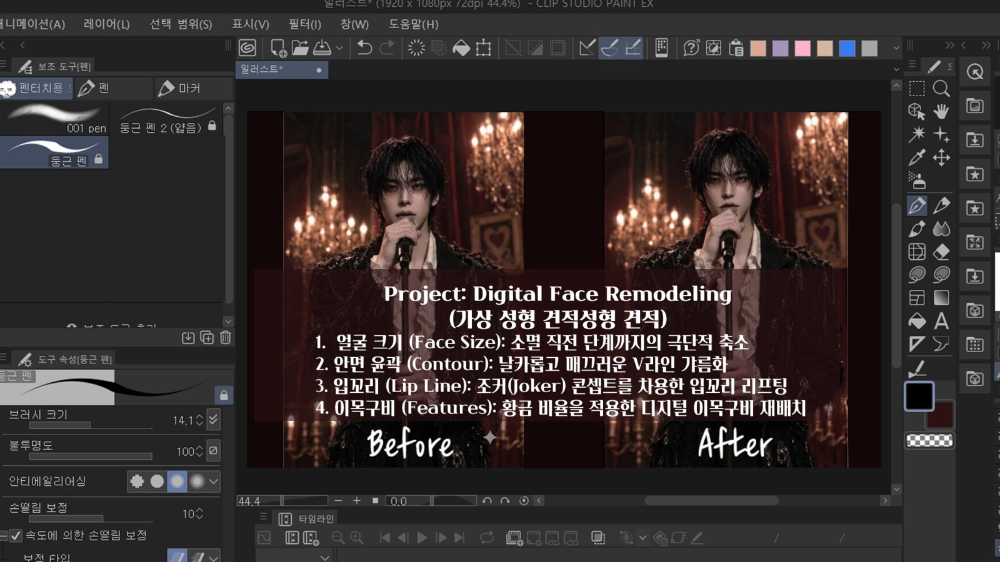 일러스트* (1920 x 1080px 72dpi 44.4%) - CLIP STUDIO PAINT EX
니메이션(A) 레이어(L) 선택 범위(S) 표시(V) 필터(I) 창(W) 도움말(H)
보조 도구[펜]
일러스트*
펜터치용 펜 마커
001 pen 둥근 펜 2 (얇음)
둥근 펜
Project: Digital Face Remodeling
(가상 성형 견적성형 견적)
1. 얼굴 크기 (Face Size): 소멸 직전 단계까지의 극단적 축소
2. 안면 윤곽 (Contour): 날카롭고 매끄러운 V라인 갸름화
3. 입꼬리 (Lip Line): 조커(Joker) 콘셉트를 차용한 입꼬리 리프팅
4. 이목구비 (Features): 황금 비율을 적용한 디지털 이목구비 재배치
Before After
도구 속성[둥근 펜]
둥근 펜
브러시 크기 14.1
불투명도 100
안티에일리어싱
손떨림 보정 10
속도에 의한 손떨림 보정
보정 타입
44.4 0.0
타임라인